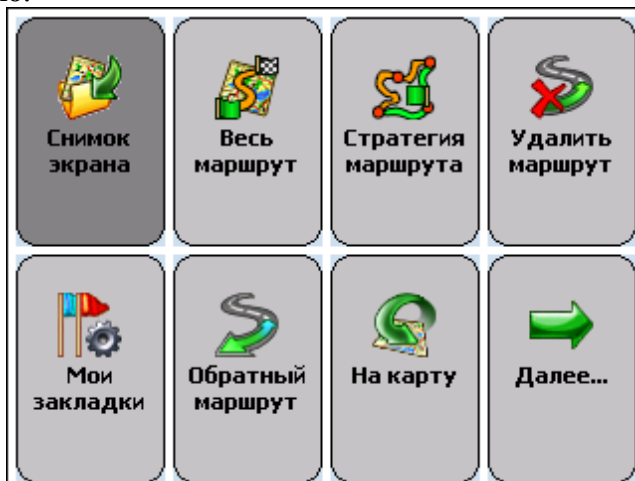 Снимок
экрана
Весь
маршрут
Стратегия
маршрута
Удалить
маршрут
Мои
закладки
Обратный
маршрут
На карту
Далее...